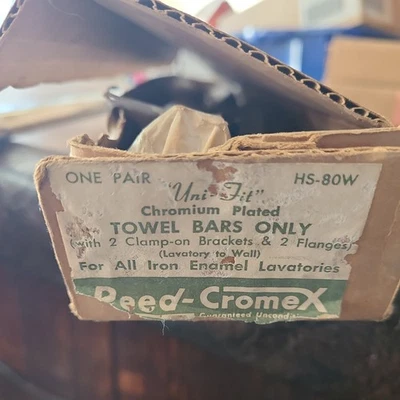 ONE PAIR HS-80W
"Uni-Fit"
Chromium Plated
TOWEL BARS ONLY
(with 2 Clamp-on Brackets & 2 Flanges)
(Lavatory to Wall)
For All Iron Enamel Lavatories
Reed-CromeX
Guaranteed